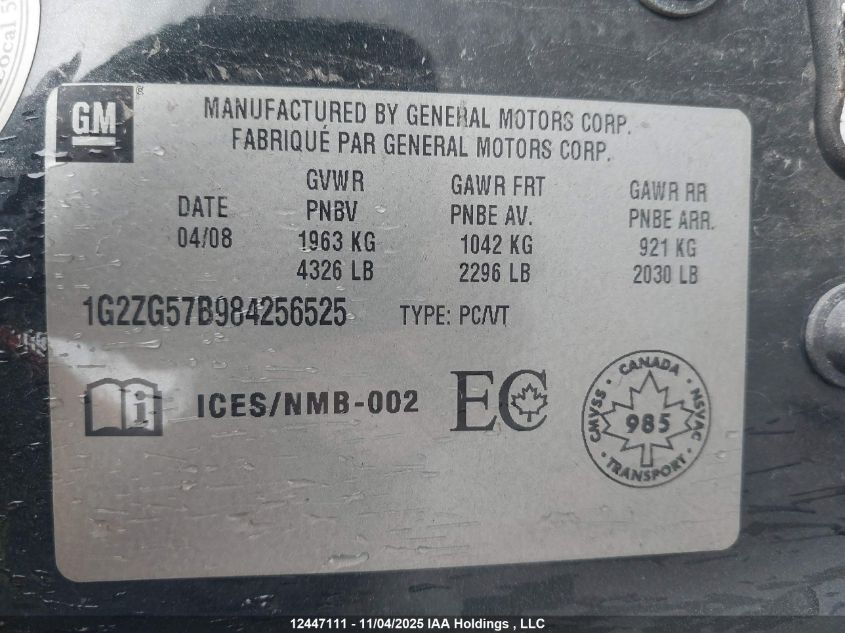 Local 5
GM
MANUFACTURED BY GENERAL MOTORS CORP.
FABRIQUÉ PAR GENERAL MOTORS CORP.
DATE
04/08
GVWR
PNBV
1963 KG
4326 LB
GAWR FRT
PNBE AV.
1042 KG
2296 LB
GAWR RR
PNBE ARR.
921 KG
2030 LB
1G2ZG57B984256525 TYPE: PC/VT
i ICES/NMB-002
EC
CANADA
CMVSS NSVAC
985
TRANSPORT
12447111 - 11/04/2025 IAA Holdings , LLC